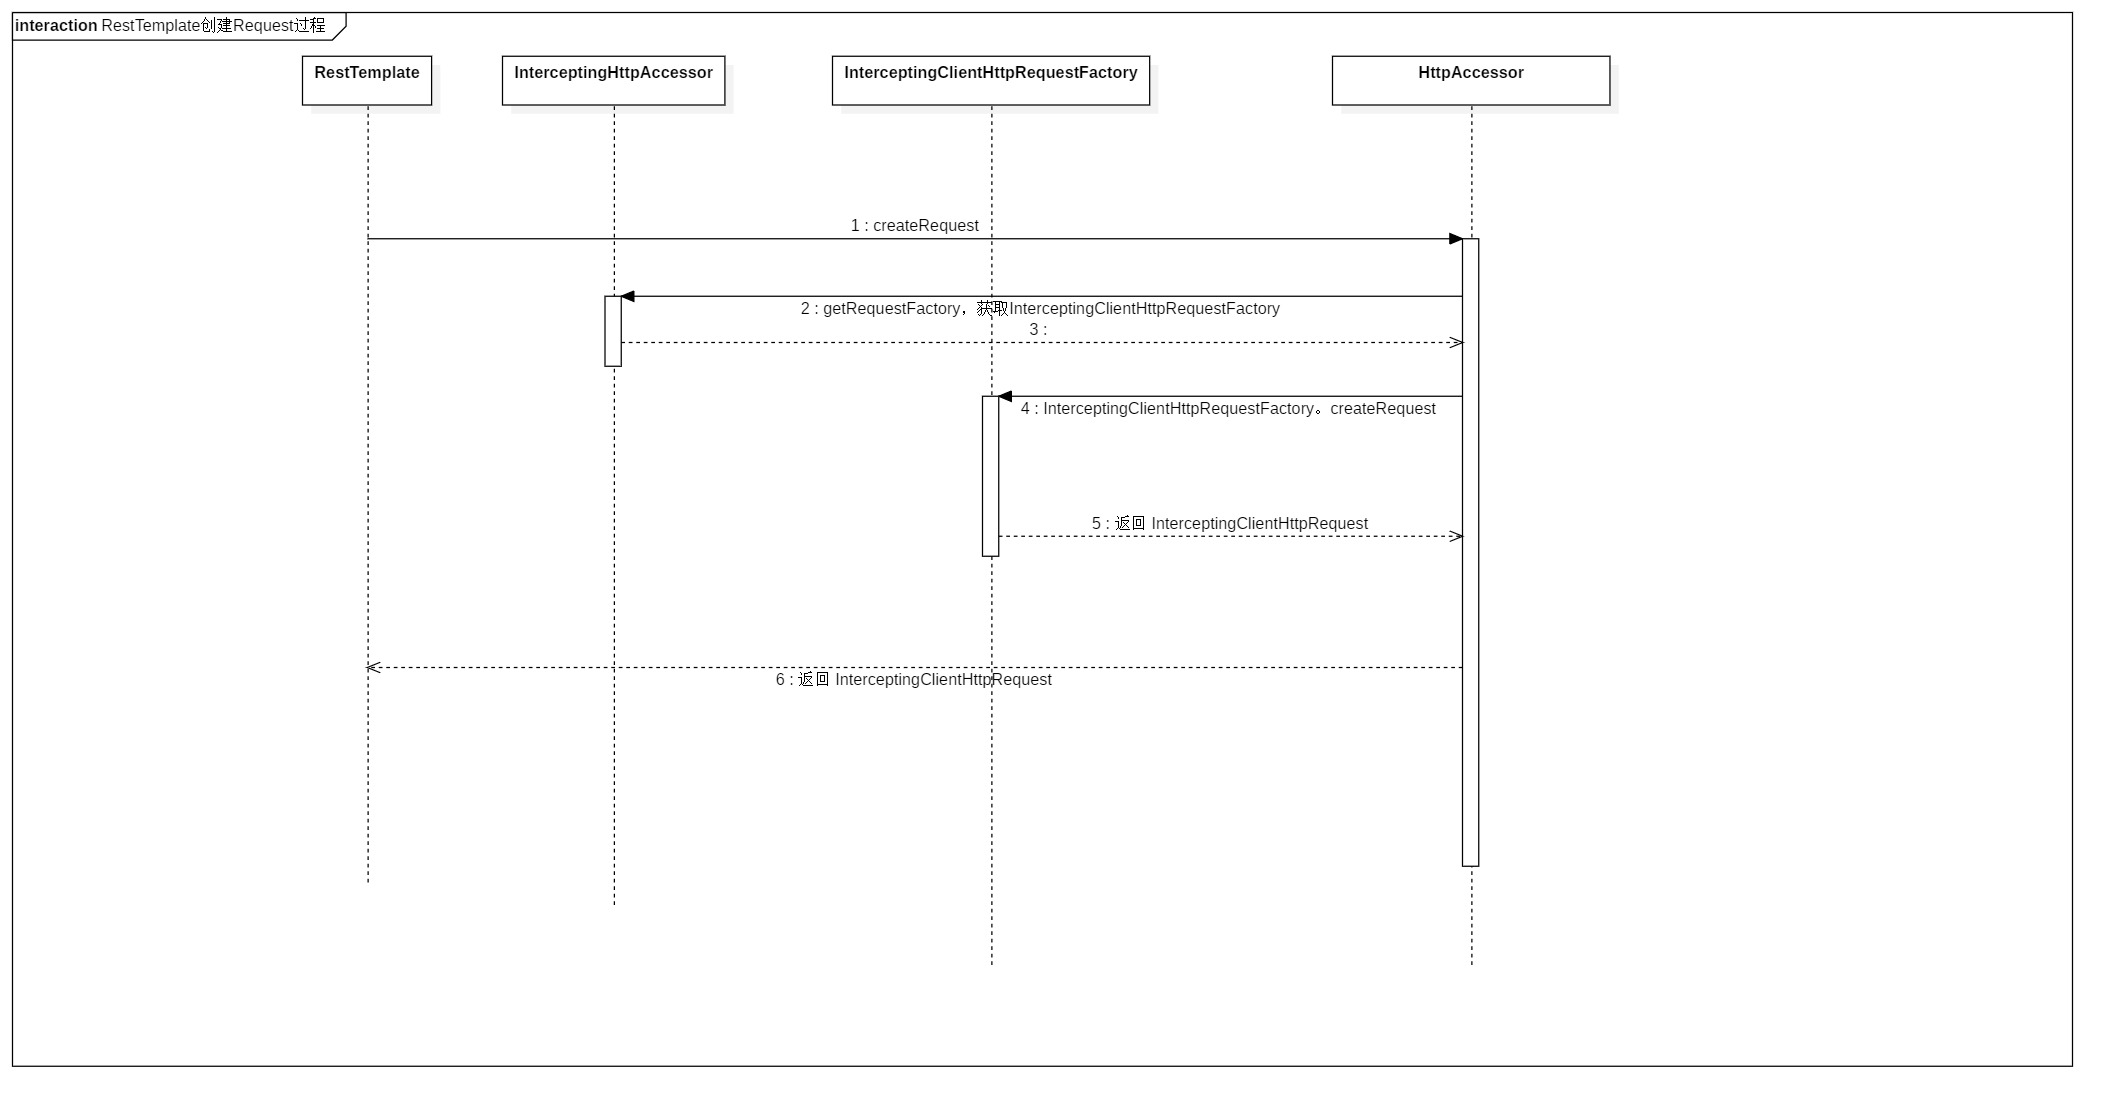 interaction RestTemplate创建Request过程
RestTemplate
InterceptingHttpAccessor
InterceptingClientHttpRequestFactory
HttpAccessor
1 : createRequest
2 : getRequestFactory，获取InterceptingClientHttpRequestFactory
3 :
4 : InterceptingClientHttpRequestFactory。createRequest
5 : 返回 InterceptingClientHttpRequest
6 : 返回 InterceptingClientHttpRequest